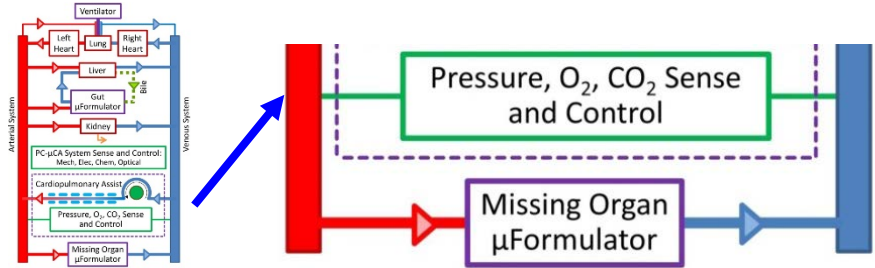 Ventilator
Left
Heart
Lung
Right
Heart
Liver
Bile
Gut
µFormulator
Kidney
Arterial System
Venous System
PC-µCA System Sense and Control:
Mech, Elec, Chem, Optical
Cardiopulmonary Assist
Pressure, O₂, CO₂ Sense
and Control
Missing Organ
µFormulator
Pressure, O₂, CO₂ Sense
and Control
Missing Organ
µFormulator